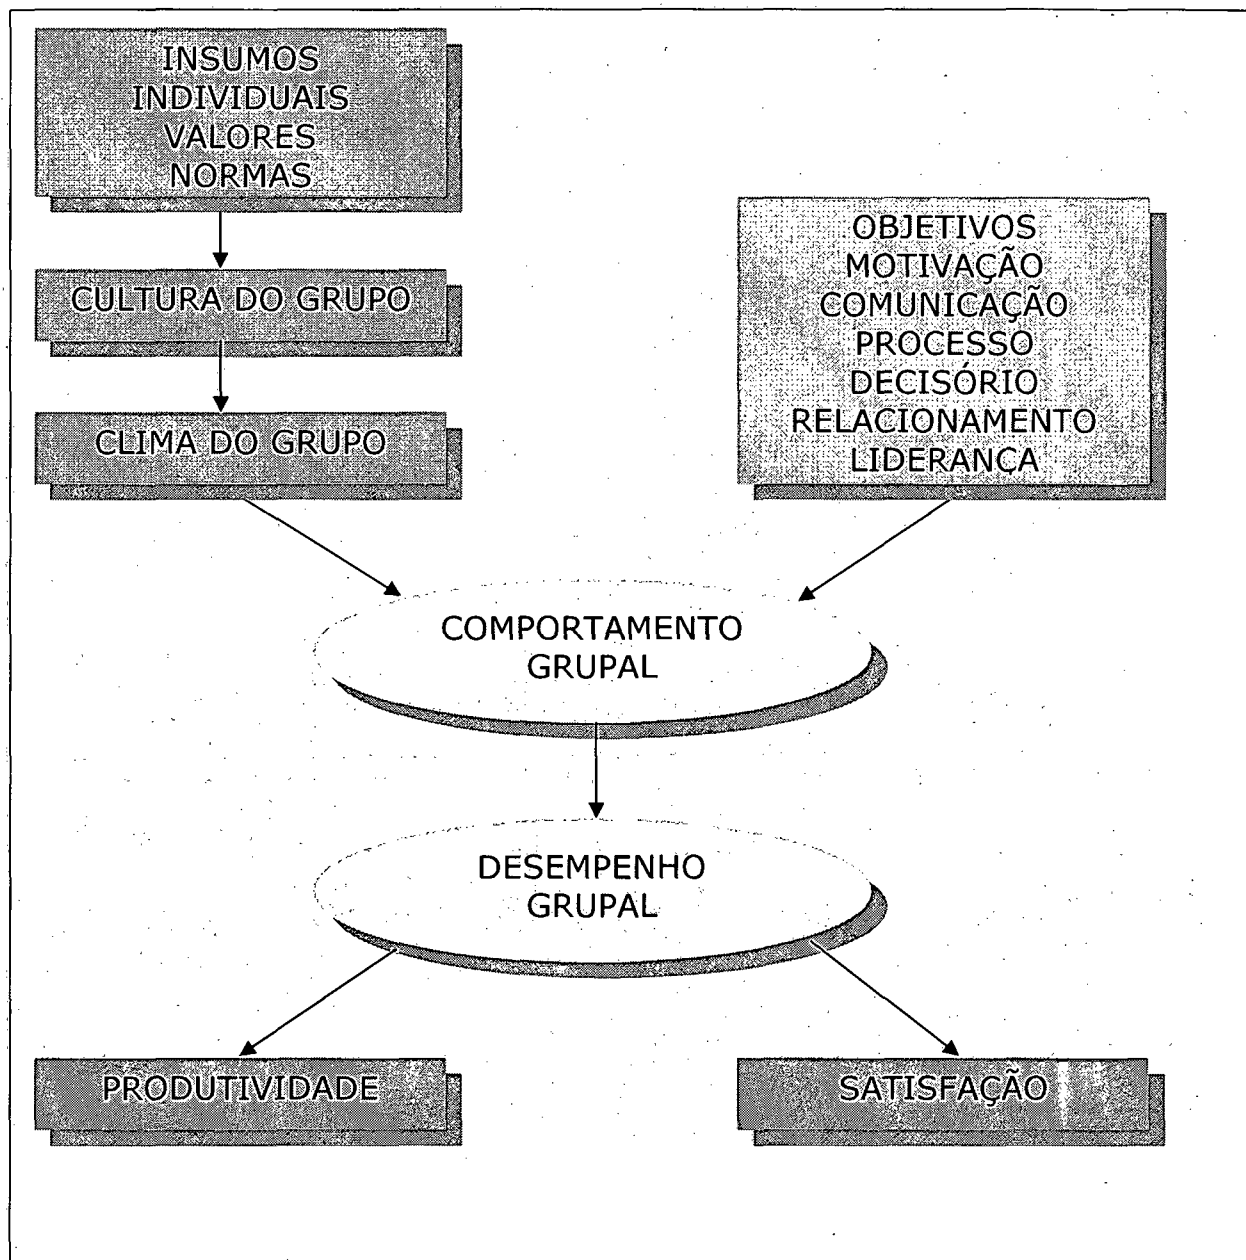 INSUMOS
INDIVIDUAIS
VALORES
NORMAS
CULTURA DO GRUPO
CLIMA DO GRUPO
OBJETIVOS
MOTIVAÇÃO
COMUNICAÇÃO
PROCESSO
DECISÓRIO
RELACIONAMENTO
LIDERANÇA
COMPORTAMENTO
GRUPAL
DESEMPENHO
GRUPAL
PRODUTIVIDADE
SATISFAÇÃO